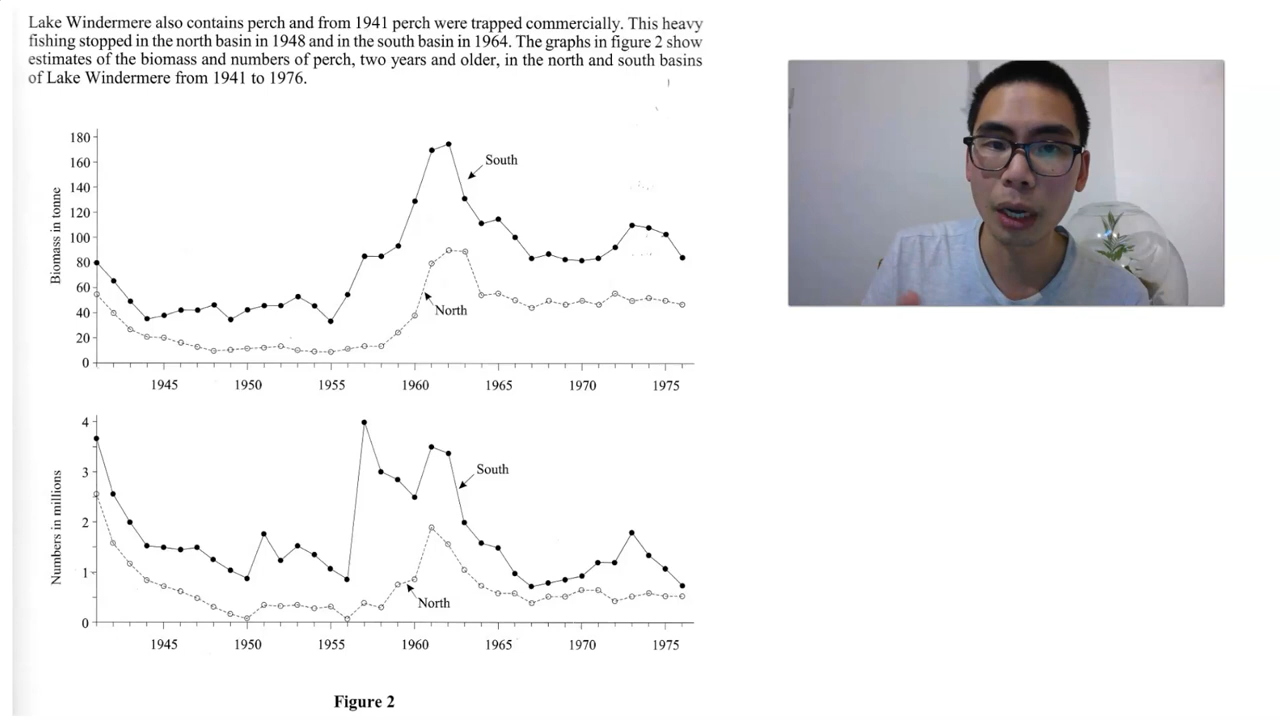 Lake Windermere also contains perch and from 1941 perch were trapped commercially. This heavy
fishing stopped in the north basin in 1948 and in the south basin in 1964. The graphs in figure 2 show
estimates of the biomass and numbers of perch, two years and older, in the north and south basins
of Lake Windermere from 1941 to 1976.
Biomass in tonne
180
160
140
120
100
80
60
40
20
0
South
North
1945 1950 1955 1960 1965 1970 1975
Numbers in millions
4
3
2
1
0
South
North
1945 1950 1955 1960 1965 1970 1975
Figure 2